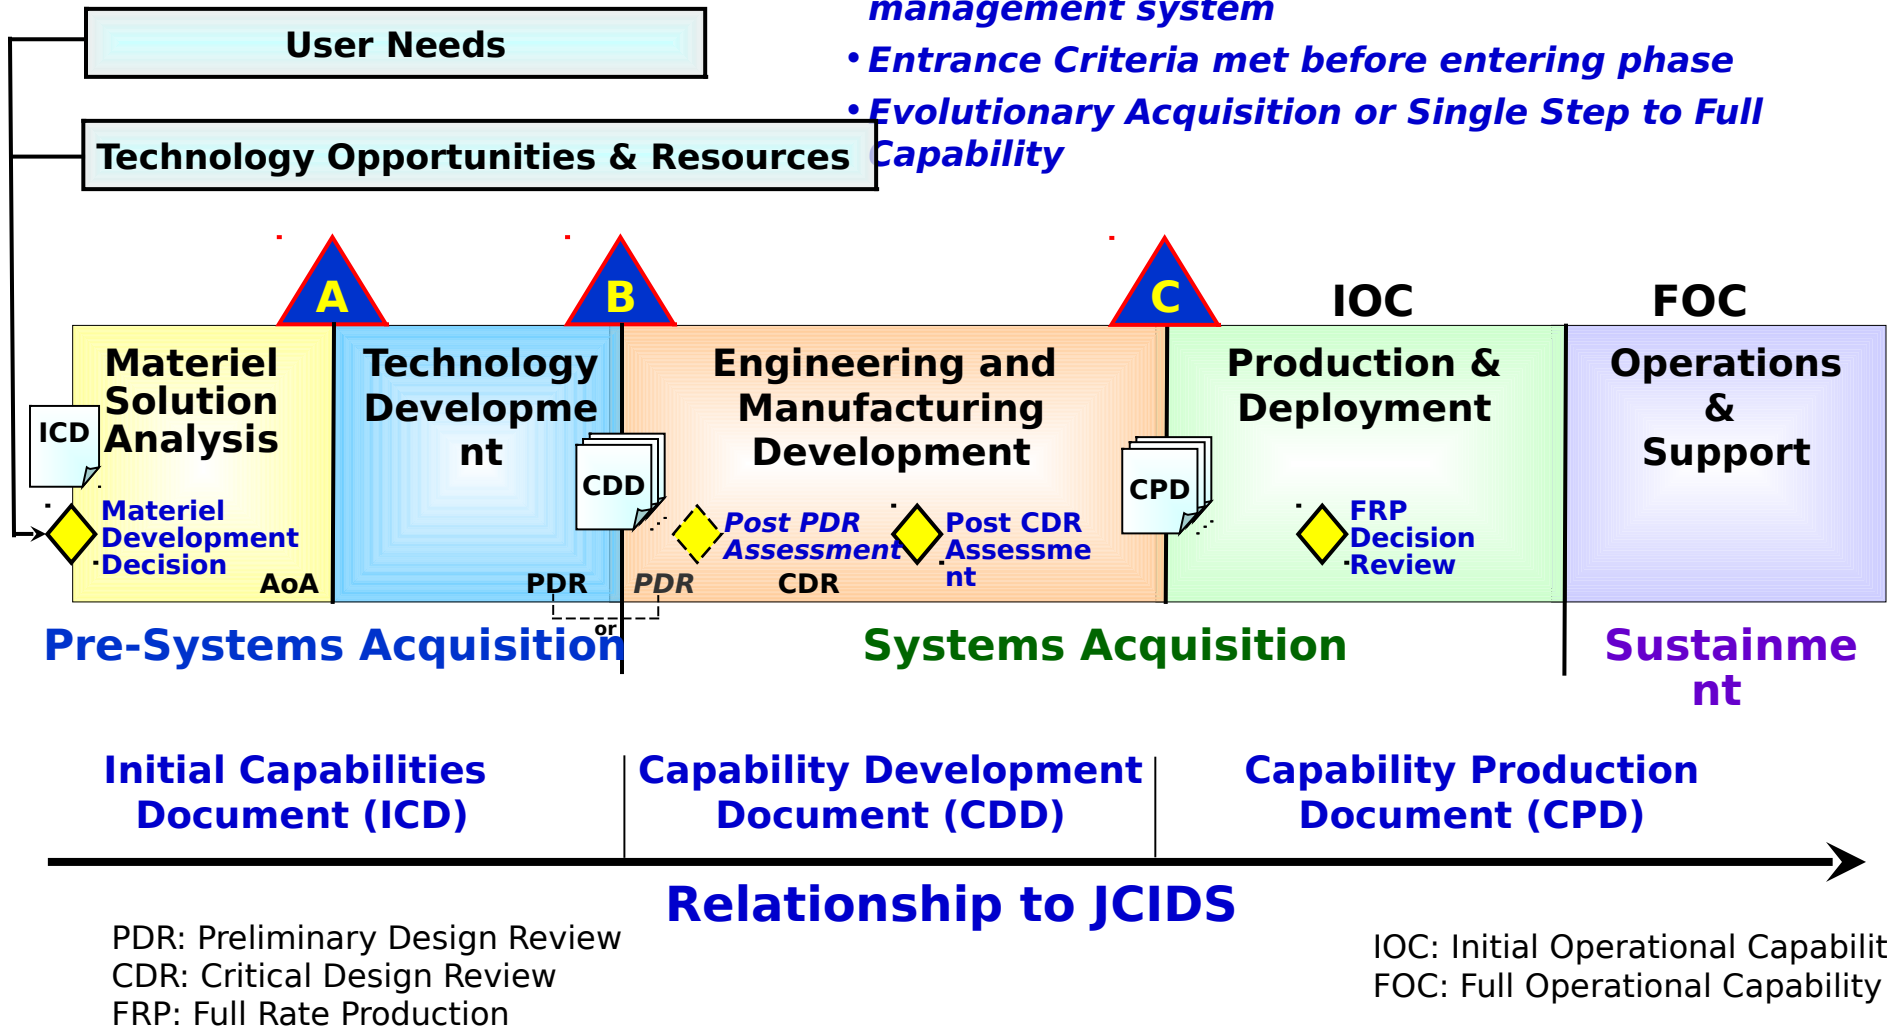 management system
User Needs
• Entrance Criteria met before entering phase
• Evolutionary Acquisition or Single Step to Full
Capability
Technology Opportunities & Resources
A
B
C
IOC
FOC
Materiel
Solution
Analysis
Technology
Developme
nt
Engineering and
Manufacturing
Development
Production &
Deployment
Operations
&
Support
ICD
CDD
CPD
Materiel
Development
Decision
Post PDR
Assessment
Post CDR
Assessme
nt
FRP
Decision
Review
AoA
PDR
PDR
CDR
or
Pre-Systems Acquisition
Systems Acquisition
Sustainme
nt
Initial Capabilities
Document (ICD)
Capability Development
Document (CDD)
Capability Production
Document (CPD)
Relationship to JCIDS
PDR: Preliminary Design Review
CDR: Critical Design Review
FRP: Full Rate Production
IOC: Initial Operational Capabilit
FOC: Full Operational Capability